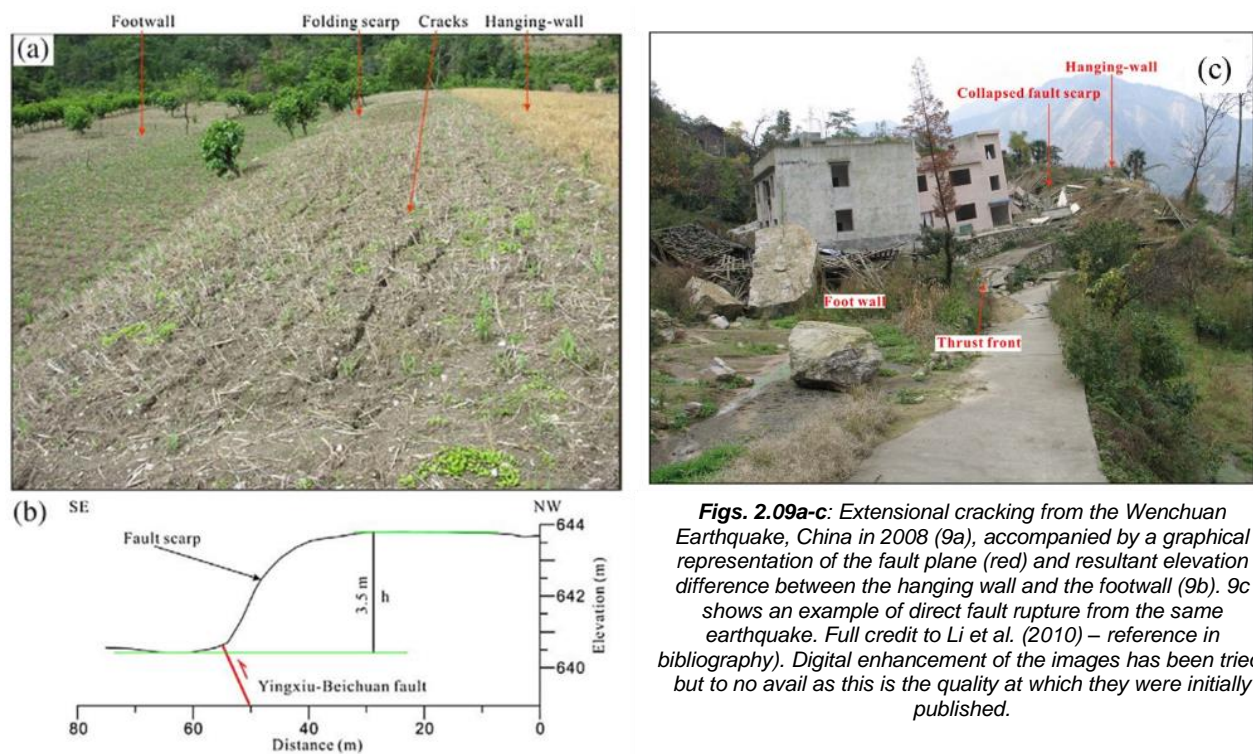 Footwall Folding scarp Cracks Hanging-wall
(a)
(b)
SE NW
Fault scarp
3.5 m
h
Yingxiu-Beichuan fault
644
642
640
Elevation (m)
80 60 40 20 0
Distance (m)
(c)
Hanging-wall
Collapsed fault scarp
Foot wall
Thrust front
Figs. 2.09a-c: Extensional cracking from the Wenchuan
Earthquake, China in 2008 (9a), accompanied by a graphical
representation of the fault plane (red) and resultant elevation
difference between the hanging wall and the footwall (9b). 9c
shows an example of direct fault rupture from the same
earthquake. Full credit to Li et al. (2010) – reference in
bibliography). Digital enhancement of the images has been tried
but to no avail as this is the quality at which they were initially
published.